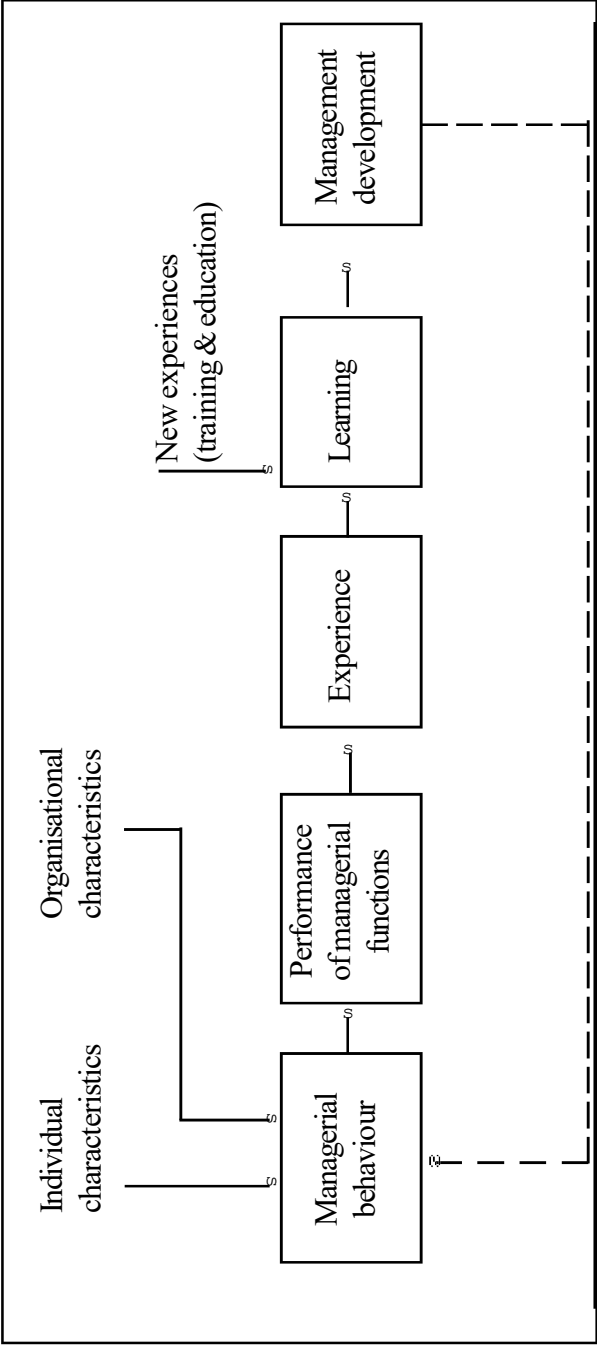 Individual
characteristics
Organisational
characteristics
New experiences
(training & education)
Managerial
behaviour
Performance
of managerial
functions
Experience
Learning
Management
development
s
s
s
s
s
s
s